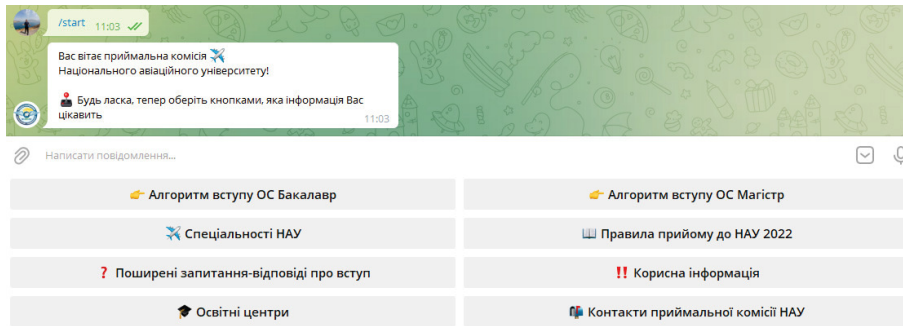 /start 11:03
Вас вітає приймальна комісія ✈️
Національного авіаційного університету!
🕹 Будь ласка, тепер оберіть кнопками, яка інформація Вас
цікавить 11:03
Написати повідомлення...
👉 Алгоритм вступу ОС Бакалавр
👉 Алгоритм вступу ОС Магістр
✈️ Спеціальності НАУ
📖 Правила прийому до НАУ 2022
❓ Поширені запитання-відповіді про вступ
‼️ Корисна інформація
🎓 Освітні центри
📬 Контакти приймальної комісії НАУ